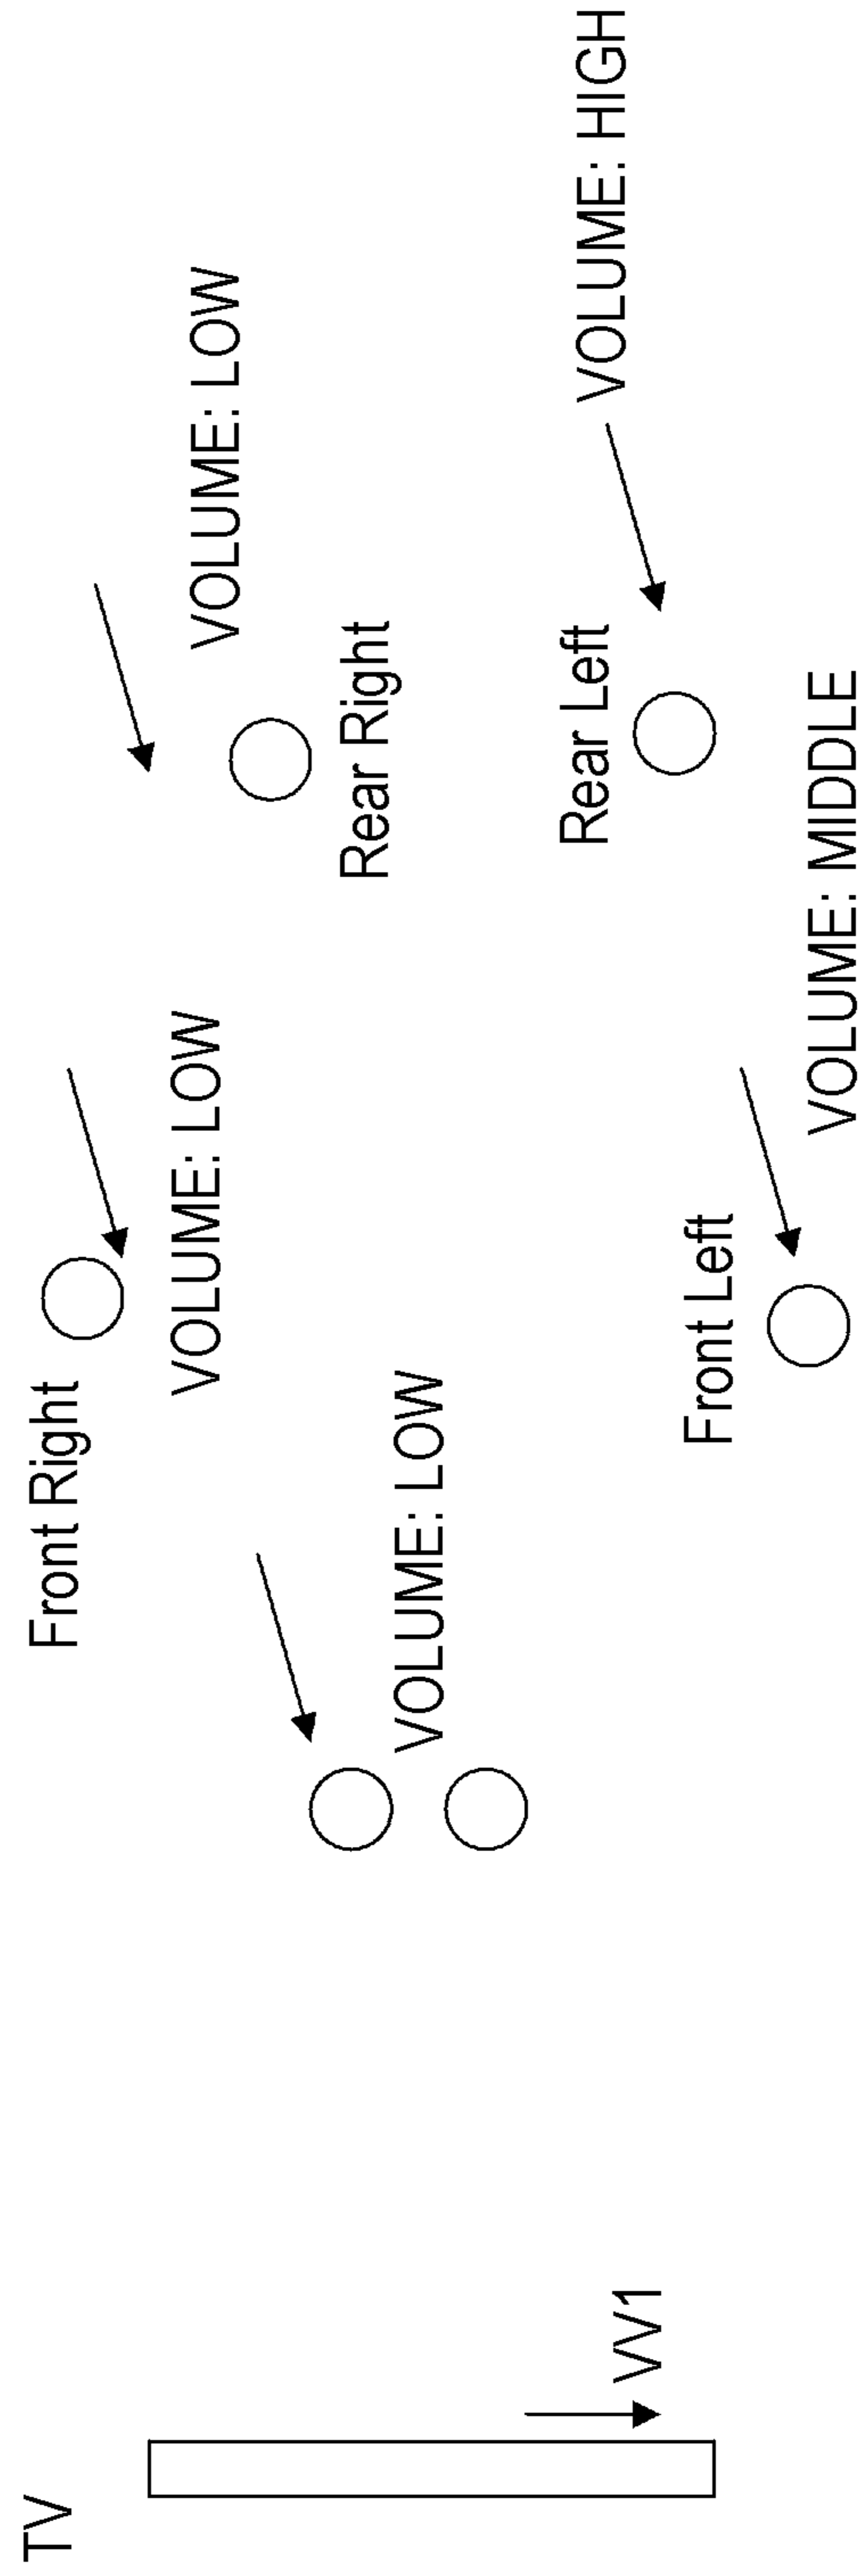 TV
VV1
Front Right
VOLUME: LOW
VOLUME: LOW
VOLUME: LOW
Rear Right
Front Left
VOLUME: MIDDLE
Rear Left
VOLUME: HIGH